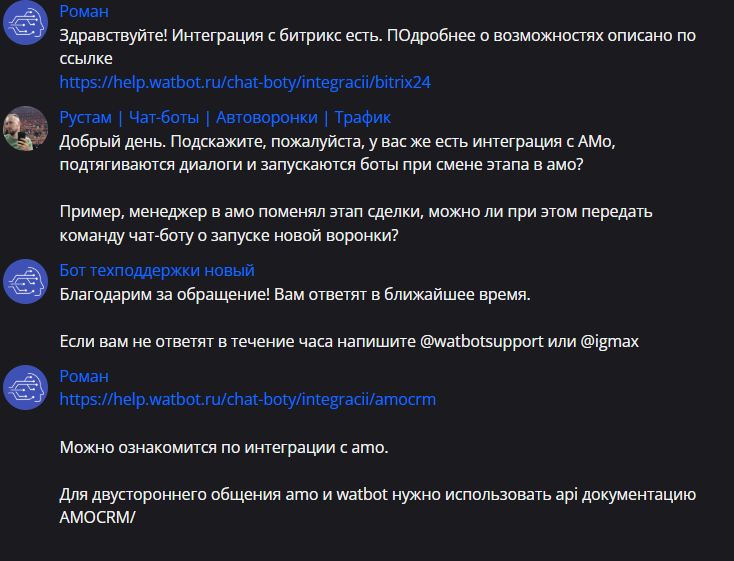 Роман
Здравствуйте! Интеграция с битрикс есть. ПОдробнее о возможностях описано по
ссылке
https://help.watbot.ru/chat-boty/integracii/bitrix24
Рустам | Чат-боты | Автоворонки | Трафик
Добрый день. Подскажите, пожалуйста, у вас же есть интеграция с АМо,
подтягиваются диалоги и запускаются боты при смене этапа в амо?
Пример, менеджер в амо поменял этап сделки, можно ли при этом передать
команду чат-боту о запуске новой воронки?
Бот техподдержки новый
Благодарим за обращение! Вам ответят в ближайшее время.
Если вам не ответят в течение часа напишите @watbotsupport или @igmax
Роман
https://help.watbot.ru/chat-boty/integracii/amocrm
Можно ознакомится по интеграции с amo.
Для двустороннего общения amo и watbot нужно использовать api документацию
AMOCRM/